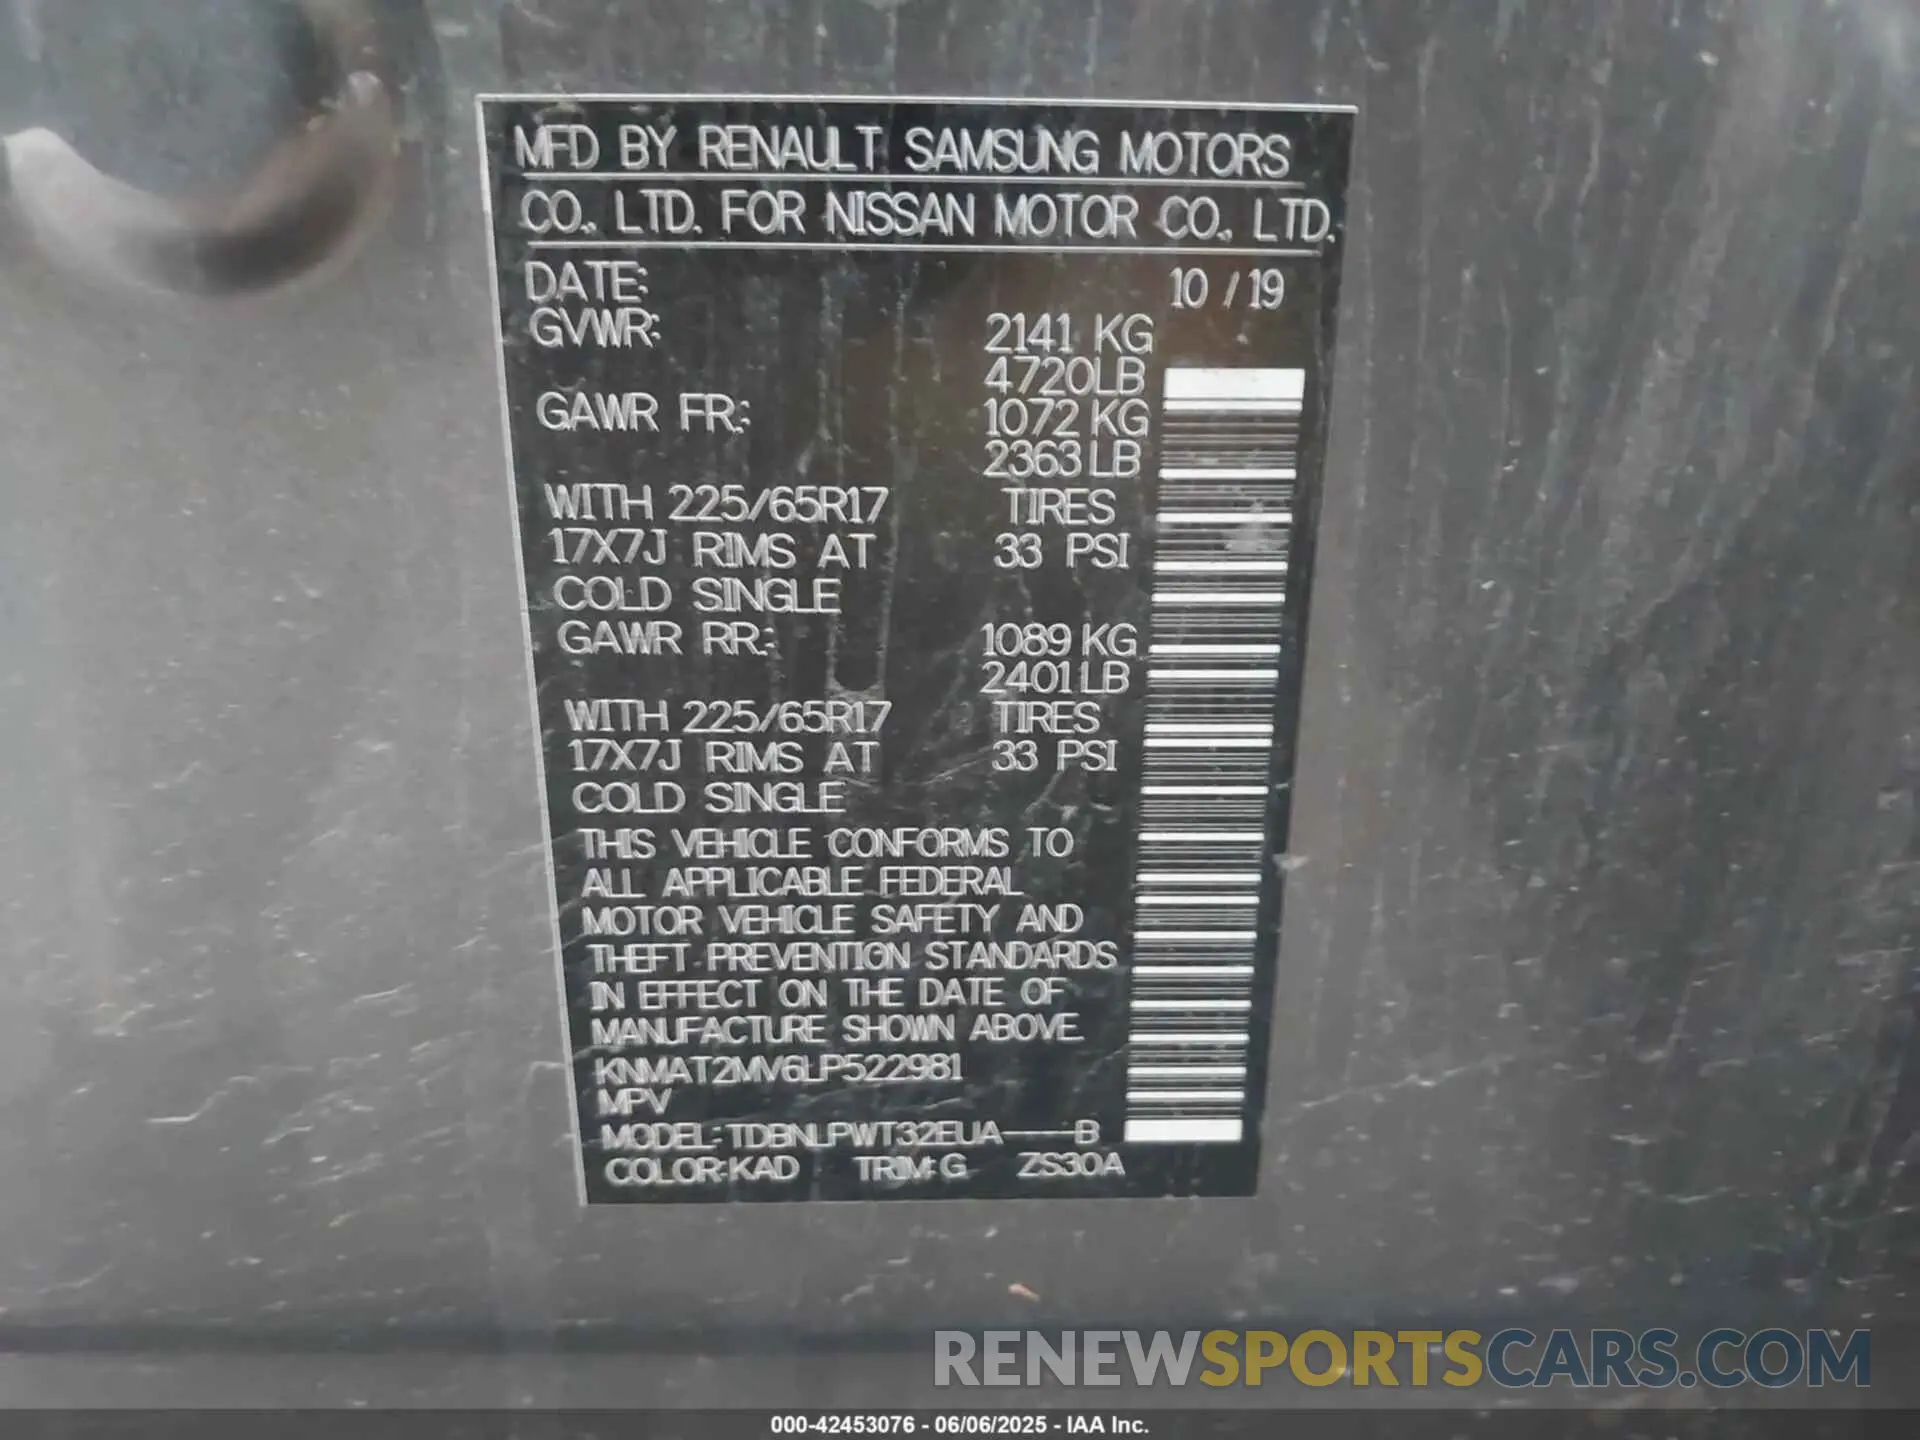 MFD BY RENAULT SAMSUNG MOTORS
CO., LTD. FOR NISSAN MOTOR CO., LTD.
DATE: 10 / 19
GVWR: 2141 KG
4720LB
GAWR FR.: 1072 KG
2363 LB
WITH 225/65R17 TIRES
17X7J RIMS AT 33 PSI
COLD SINGLE
GAWR RR.: 1089 KG
2401 LB
WITH 225/65R17 TIRES
17X7J RIMS AT 33 PSI
COLD SINGLE
THIS VEHICLE CONFORMS TO
ALL APPLICABLE FEDERAL
MOTOR VEHICLE SAFETY AND
THEFT PREVENTION STANDARDS
IN EFFECT ON THE DATE OF
MANUFACTURE SHOWN ABOVE.
KNMAT2MV6LP522981
MPV
MODEL: TDBNLPWT32EUA----B
COLOR:KAD TRIM: G ZS30A
RENEWSPORTSCARS.COM
000-42453076 - 06/06/2025 - IAA Inc.